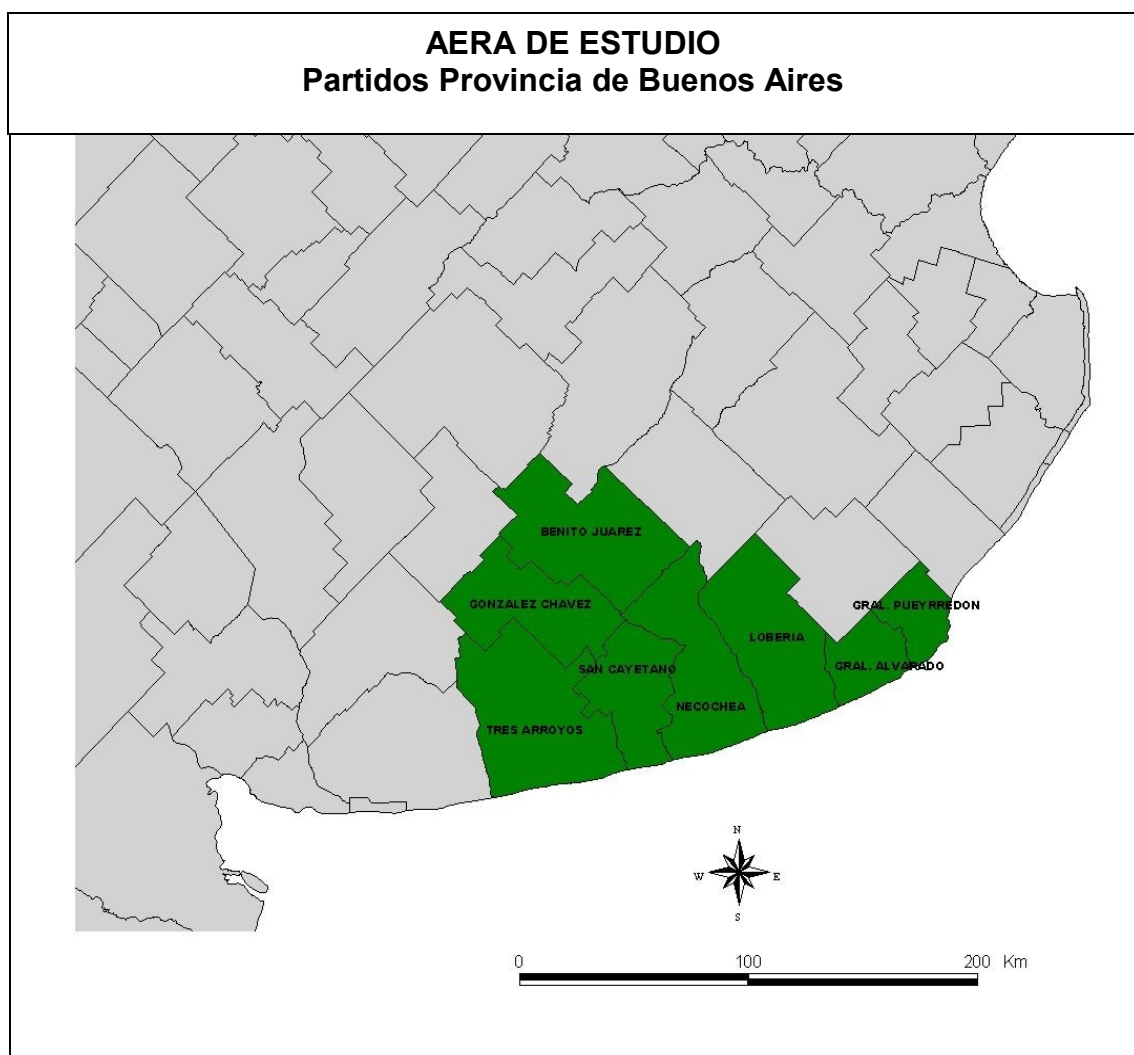 AERA DE ESTUDIO
Partidos Provincia de Buenos Aires
BENITO JUAREZ
GONZALEZ CHAVEZ
GRAL. PUEYRREDON
LOBERIA
GRAL. ALVARADO
SAN CAYETANO
NECOCHEA
TRES ARROYOS
N
W E
S
0 100 200 Km